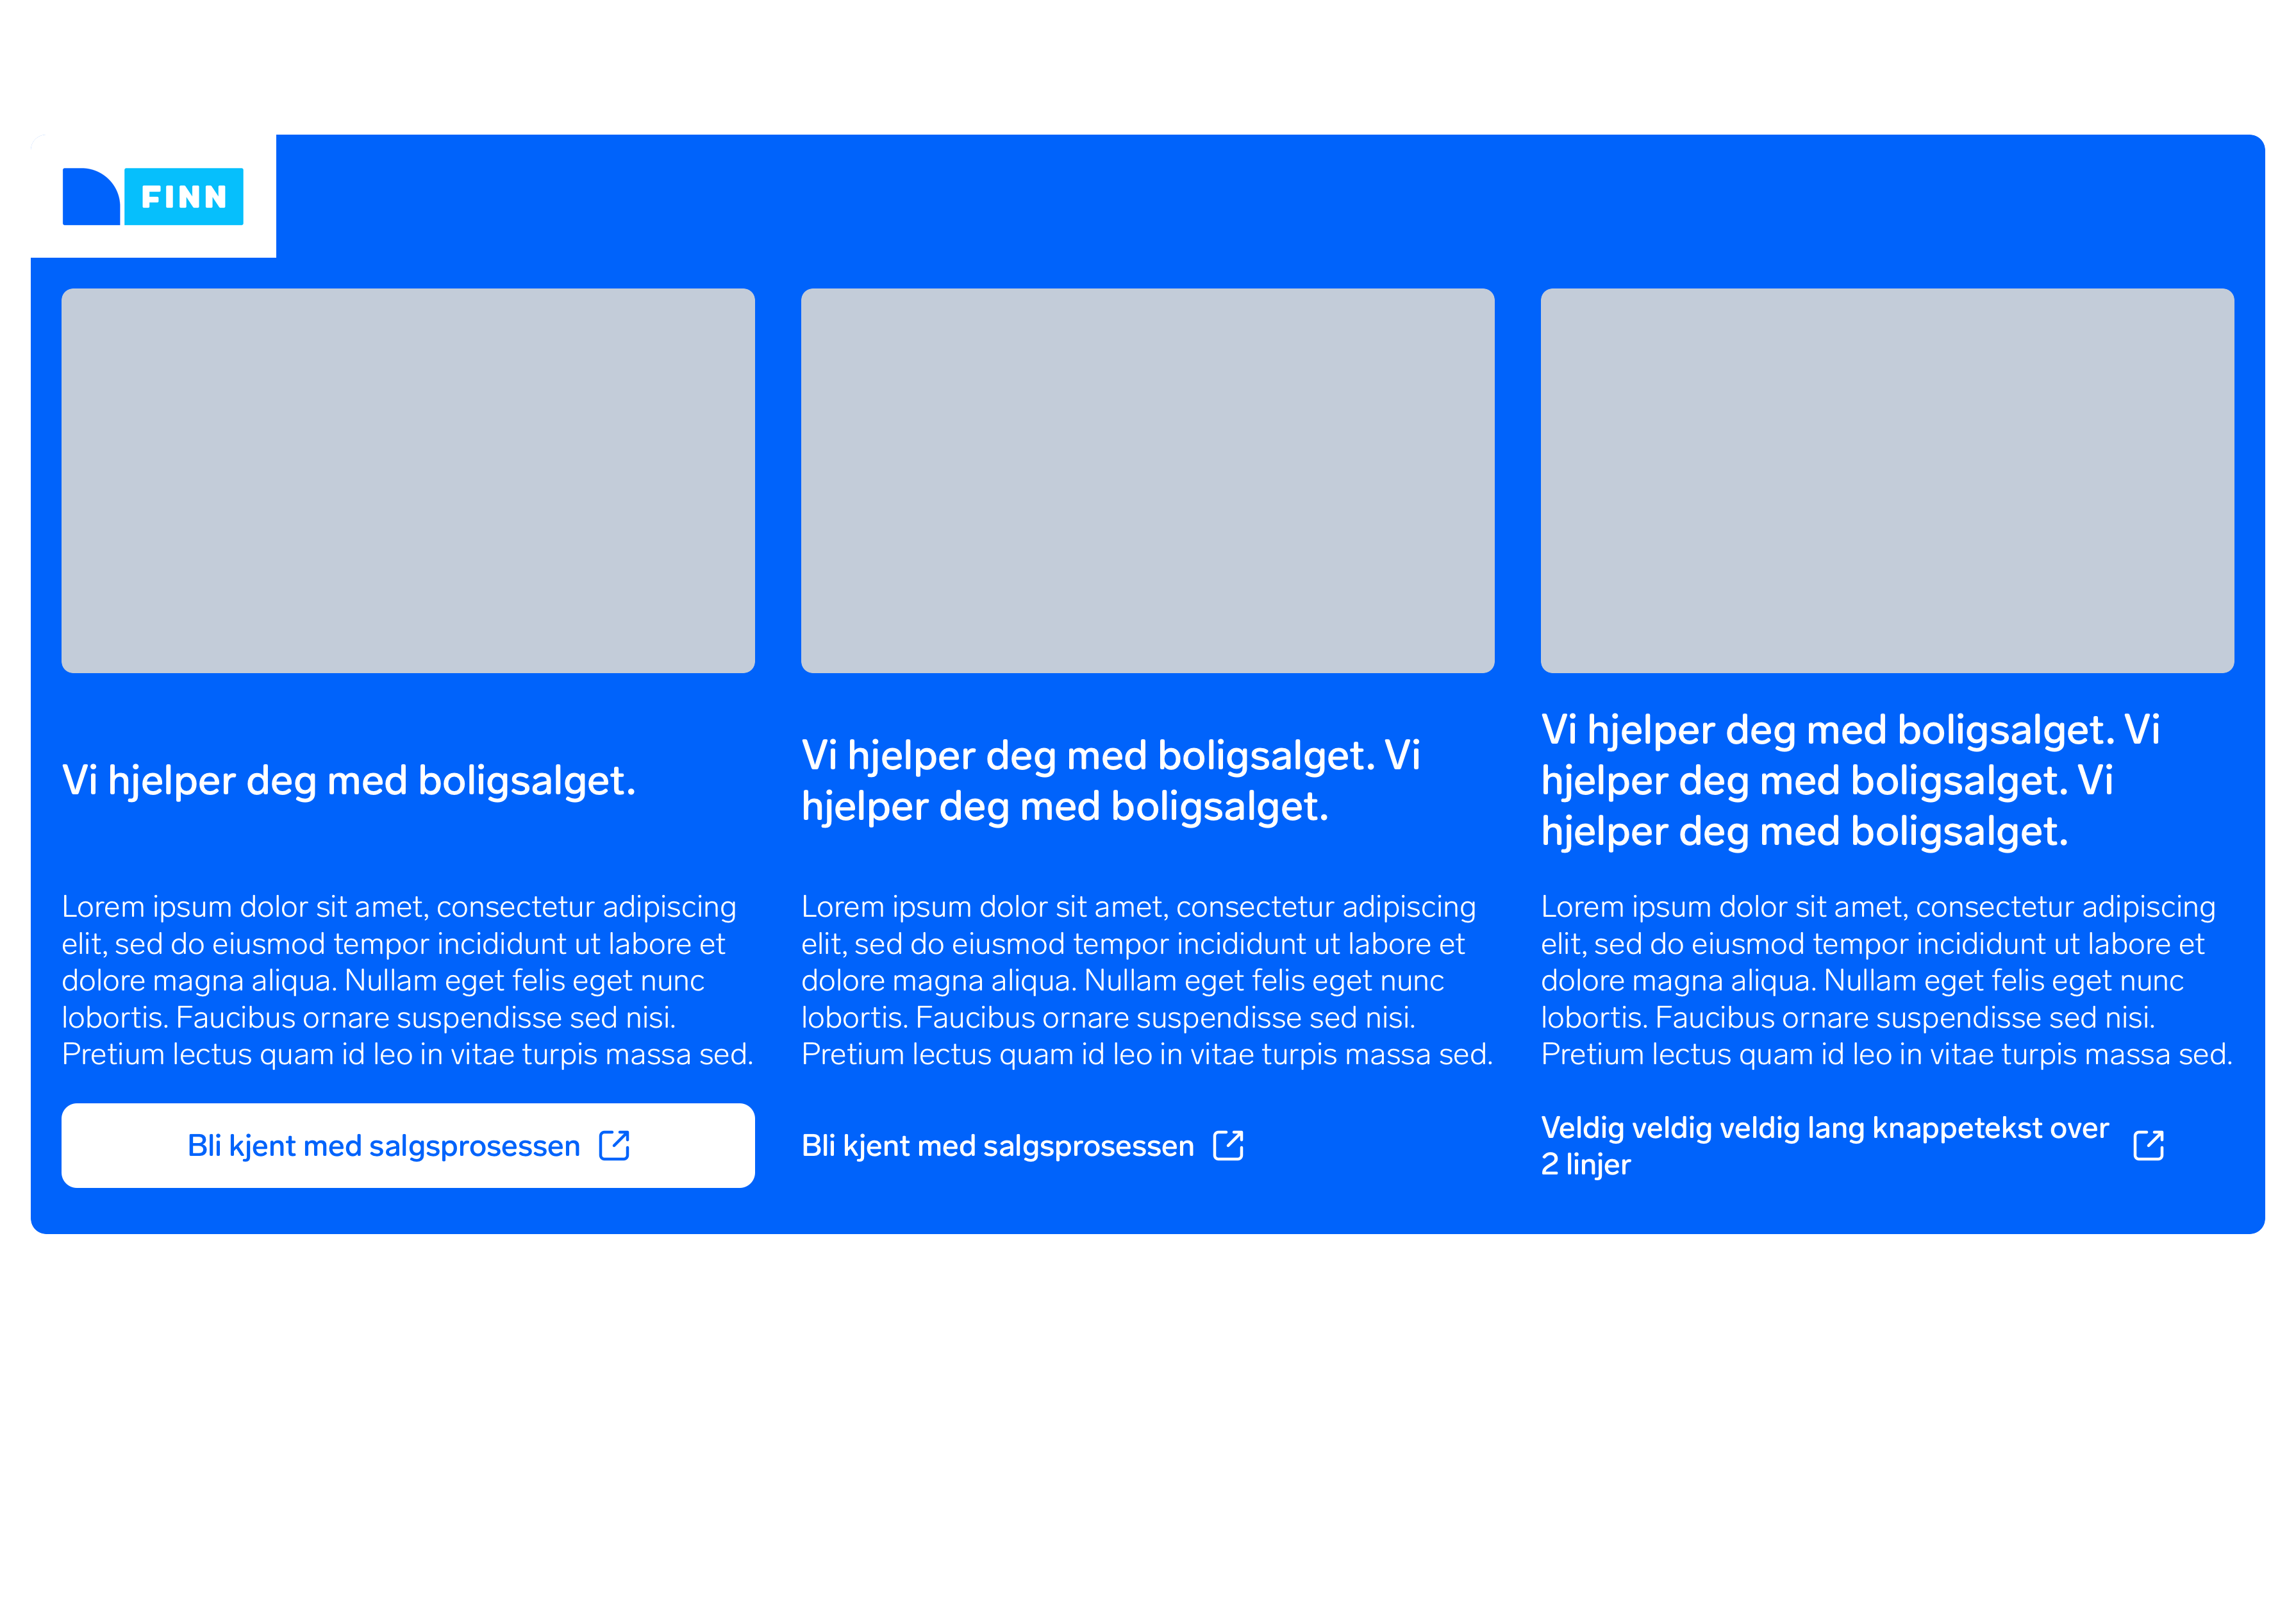 FINN
Vi hjelper deg med boligsalget.
Lorem ipsum dolor sit amet, consectetur adipiscing
elit, sed do eiusmod tempor incididunt ut labore et
dolore magna aliqua. Nullam eget felis eget nunc
lobortis. Faucibus ornare suspendisse sed nisi.
Pretium lectus quam id leo in vitae turpis massa sed.
Bli kjent med salgsprosessen
Vi hjelper deg med boligsalget. Vi
hjelper deg med boligsalget.
Lorem ipsum dolor sit amet, consectetur adipiscing
elit, sed do eiusmod tempor incididunt ut labore et
dolore magna aliqua. Nullam eget felis eget nunc
lobortis. Faucibus ornare suspendisse sed nisi.
Pretium lectus quam id leo in vitae turpis massa sed.
Bli kjent med salgsprosessen
Vi hjelper deg med boligsalget. Vi
hjelper deg med boligsalget. Vi
hjelper deg med boligsalget.
Lorem ipsum dolor sit amet, consectetur adipiscing
elit, sed do eiusmod tempor incididunt ut labore et
dolore magna aliqua. Nullam eget felis eget nunc
lobortis. Faucibus ornare suspendisse sed nisi.
Pretium lectus quam id leo in vitae turpis massa sed.
Veldig veldig veldig lang knappetekst over
2 linjer